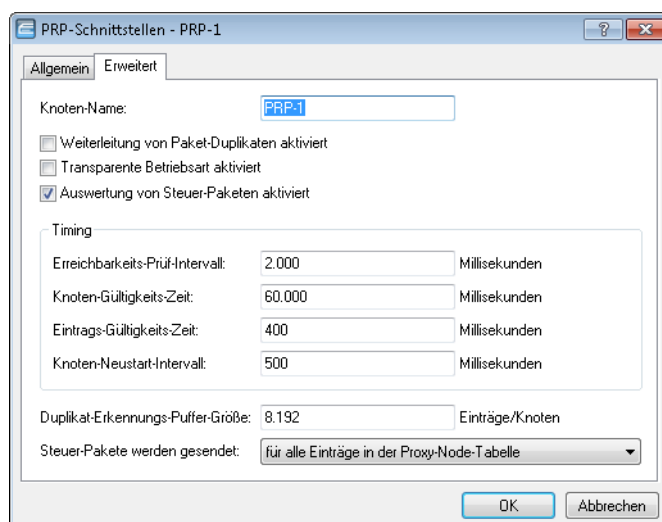 PRP-Schnittstellen - PRP-1
Allgemein Erweitert
Knoten-Name: PRP-1
Weiterleitung von Paket-Duplikaten aktiviert
Transparente Betriebsart aktiviert
Auswertung von Steuer-Paketen aktiviert
Timing
Erreichbarkeits-Prüf-Intervall: 2.000 Millisekunden
Knoten-Gültigkeits-Zeit: 60.000 Millisekunden
Eintrags-Gültigkeits-Zeit: 400 Millisekunden
Knoten-Neustart-Intervall: 500 Millisekunden
Duplikat-Erkennungs-Puffer-Größe: 8.192 Einträge/Knoten
Steuer-Pakete werden gesendet: für alle Einträge in der Proxy-Node-Tabelle
OK Abbrechen